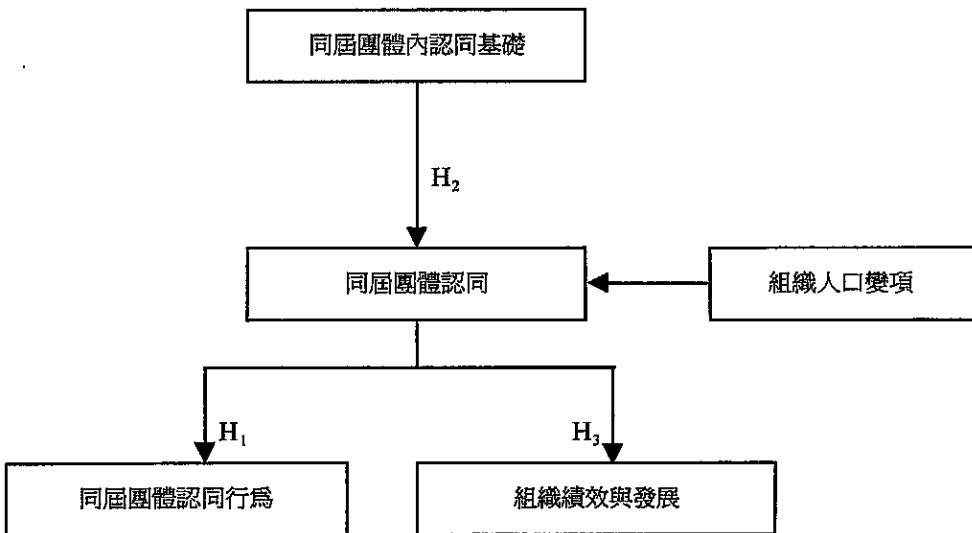 同屆團體內認同基礎
H₂
同屆團體認同
組織人口變項
H₁
H₃
同屆團體認同行爲
組織績效與發展